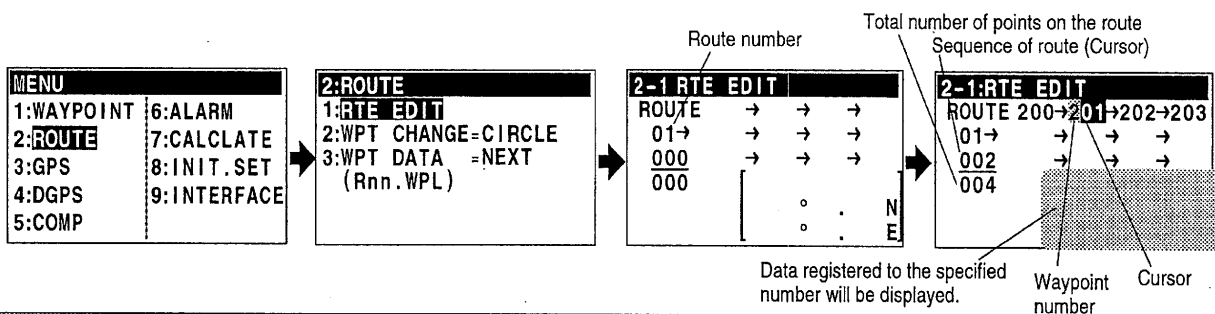 Total number of points on the route
Sequence of route (Cursor)
Route number
MENU
1:WAYPOINT 6:ALARM
2:ROUTE 7:CALCLATE
3:GPS 8:INIT.SET
4:DGPS 9:INTERFACE
5:COMP
2:ROUTE
1:RTE EDIT
2:WPT CHANGE=CIRCLE
3:WPT DATA =NEXT
(Rnn.WPL)
2-1 RTE EDIT
ROUTE → → →
01→ → → →
000 → → →
000
° . N
° . E
2-1:RTE EDIT
ROUTE 200→201→202→203
01→ → → →
002 → → →
004
Data registered to the specified
number will be displayed.
Waypoint
number
Cursor